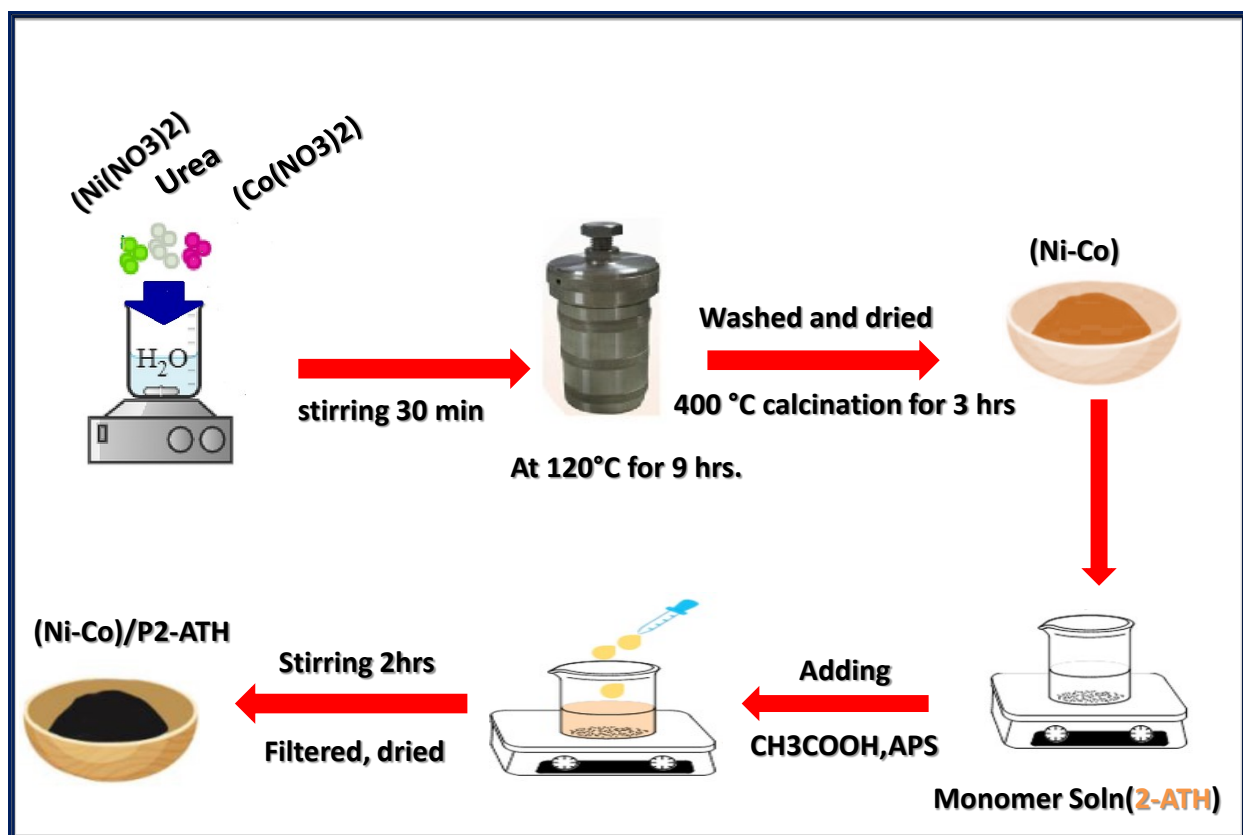 (Ni(NO3)2)
Urea
(Co(NO3)2)
H2O
stirring 30 min
At 120°C for 9 hrs.
Washed and dried
400 °C calcination for 3 hrs
(Ni-Co)
Monomer Soln(2-ATH)
Adding
CH3COOH,APS
Stirring 2hrs
Filtered, dried
(Ni-Co)/P2-ATH